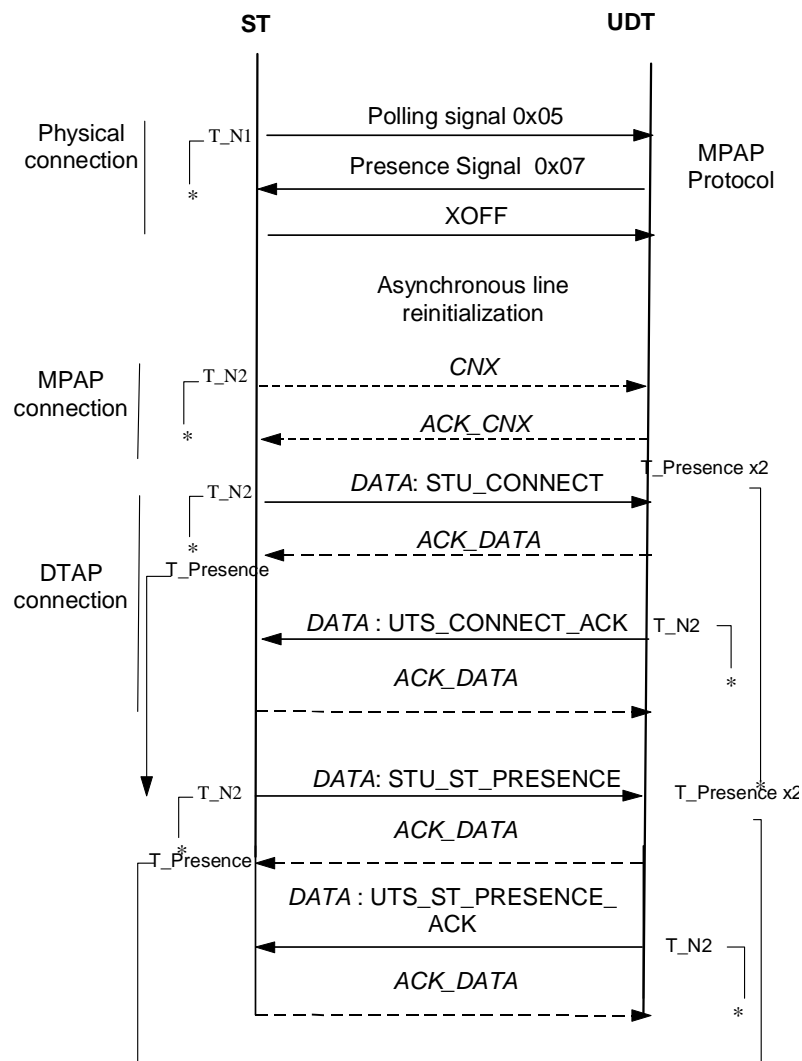 ST
UDT
Physical
connection
T_N1
Polling signal 0x05
MPAP
Protocol
Presence Signal 0x07
*
XOFF
Asynchronous line
reinitialization
MPAP
connection
T_N2
CNX
*
ACK_CNX
T_Presence x2
T_N2
DATA: STU_CONNECT
*
ACK_DATA
T_Presence
DTAP
connection
DATA : UTS_CONNECT_ACK
T_N2
*
ACK_DATA
T_N2
DATA: STU_ST_PRESENCE
*
T_Presence x2
*
ACK_DATA
T_Presence
DATA : UTS_ST_PRESENCE_
ACK
T_N2
ACK_DATA
*